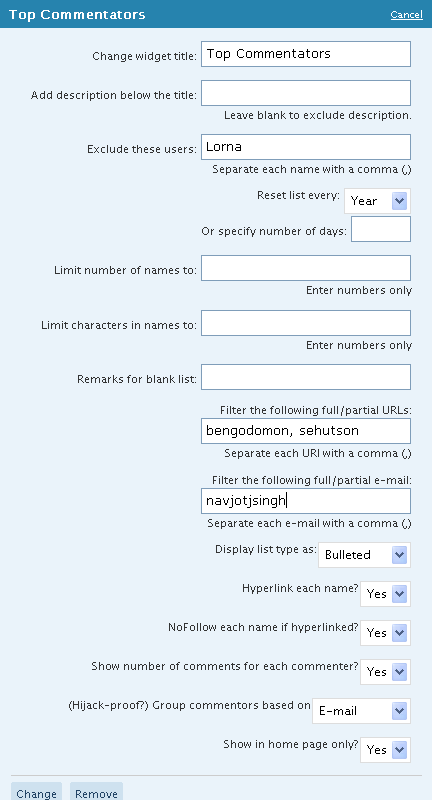 Top Commentators Cancel
Change widget title: Top Commentators
Add description below the title:
Leave blank to exclude description.
Exclude these users: Lorna
Separate each name with a comma (,)
Reset list every: Year
Or specify number of days:
Limit number of names to:
Enter numbers only
Limit characters in names to:
Enter numbers only
Remarks for blank list:
Filter the following full/partial URLs:
bengodomon, sehutson
Separate each URl with a comma (,)
Filter the following full/partial e-mail:
navjotjsingh
Separate each e-mail with a comma (,)
Display list type as: Bulleted
Hyperlink each name? Yes
NoFollow each name if hyperlinked? Yes
Show number of comments for each commenter? Yes
(Hijack-proof?) Group commentors based on E-mail
Show in home page only? Yes
Change Remove